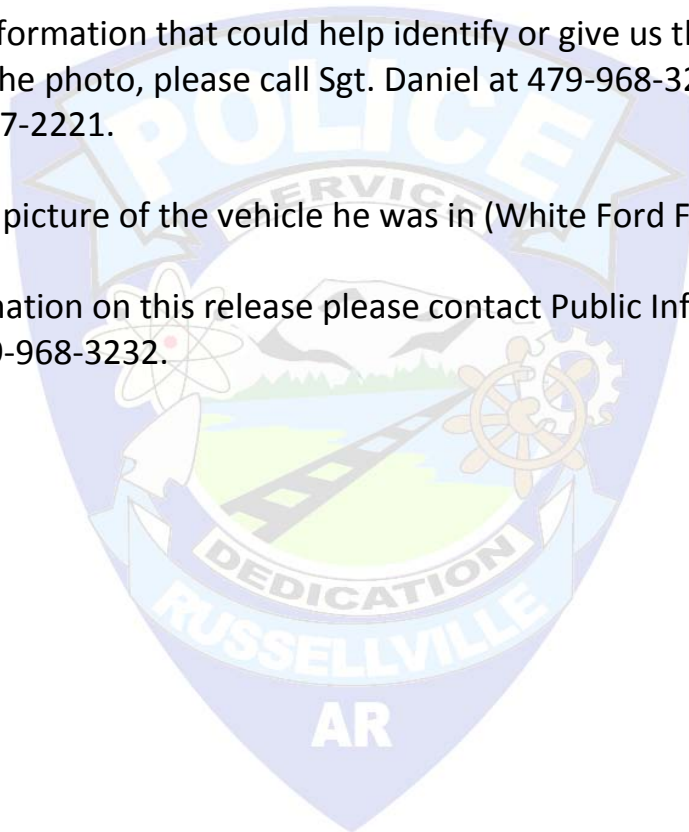 formation that could help identify or give us th
he photo, please call Sgt. Daniel at 479-968-32
7-2221.
picture of the vehicle he was in (White Ford F
nation on this release please contact Public Inf
9-968-3232.
POLICE
SERVICE
DEDICATION
RUSSELLVILLE
AR